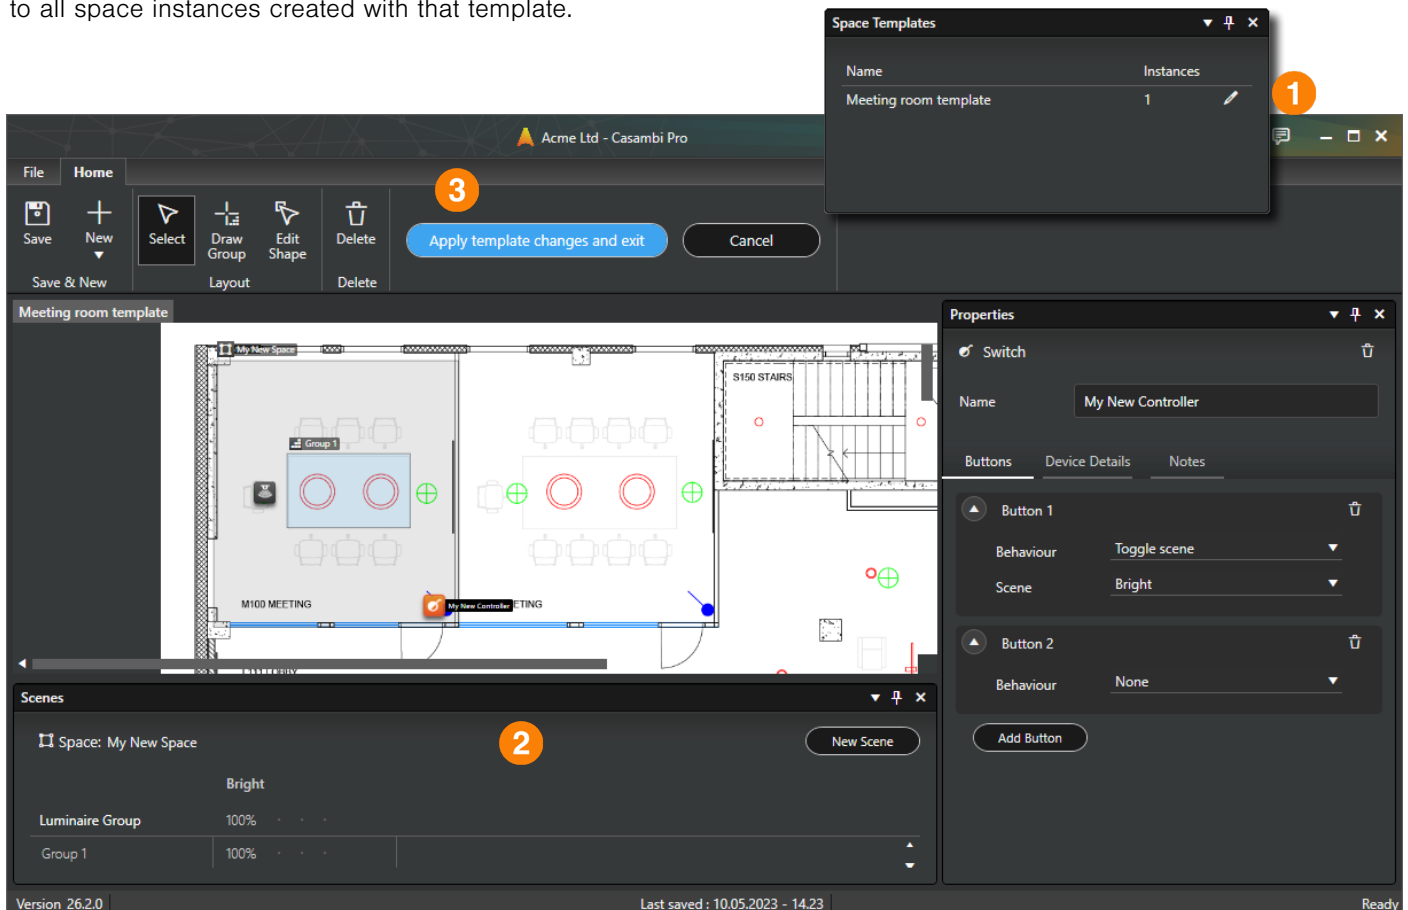 to all space instances created with that template.
Space Templates
Name Instances
Meeting room template 1
1
Acme Ltd - Casambi Pro
File Home
3
Save New Select Draw Group Edit Shape Delete
Apply template changes and exit Cancel
Save & New Layout Delete
Meeting room template
My New Space
S150 STAIRS
Group 1
M100 MEETING
My New Controller
ETING
L111 LOBBY
Properties
Switch
Name My New Controller
Buttons Device Details Notes
Button 1
Behaviour Toggle scene
Scene Bright
Button 2
Behaviour None
Add Button
Scenes
2
Space: My New Space New Scene
Bright
Luminaire Group 100%
Group 1 100%
Version 26.2.0 Last saved : 10.05.2023 - 14.23 Ready